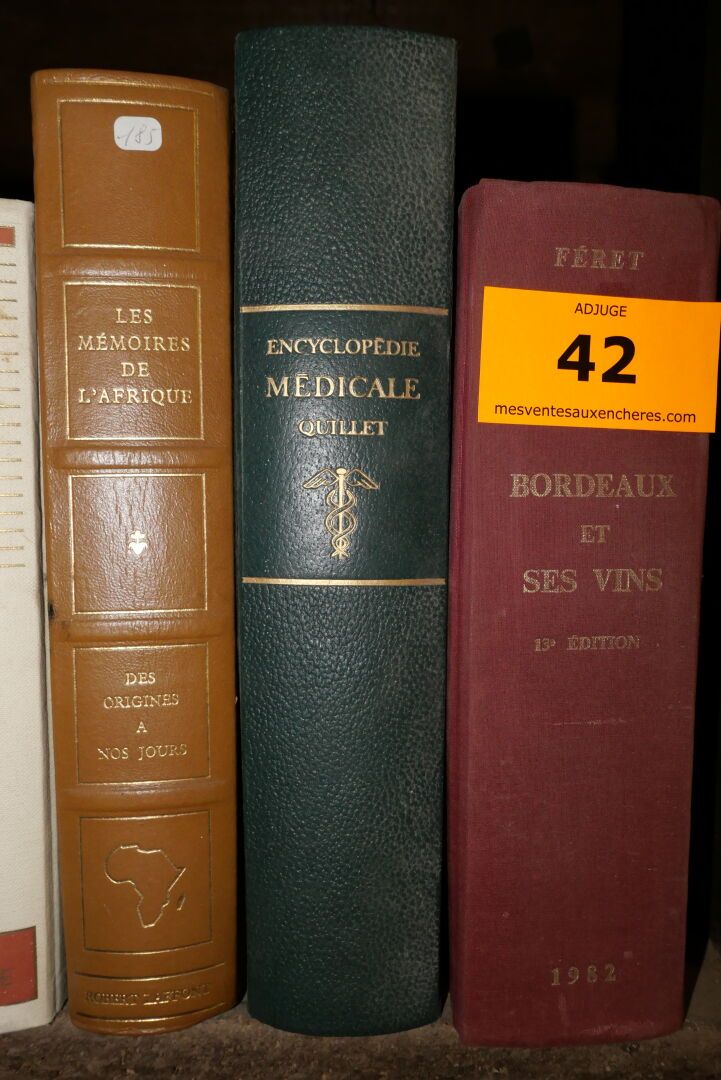 185
LES
MÉMOIRES
DE
L'AFRIQUE
DES
ORIGINES
A
NOS JOURS
ROBERT LAFFONT
ENCYCLOPÉDIE
MÉDICALE
QUILLET
FÉRET
ADJUGE
42
mesventesauxencheres.com
BORDEAUX
ET
SES VINS
13e ÉDITION
1982